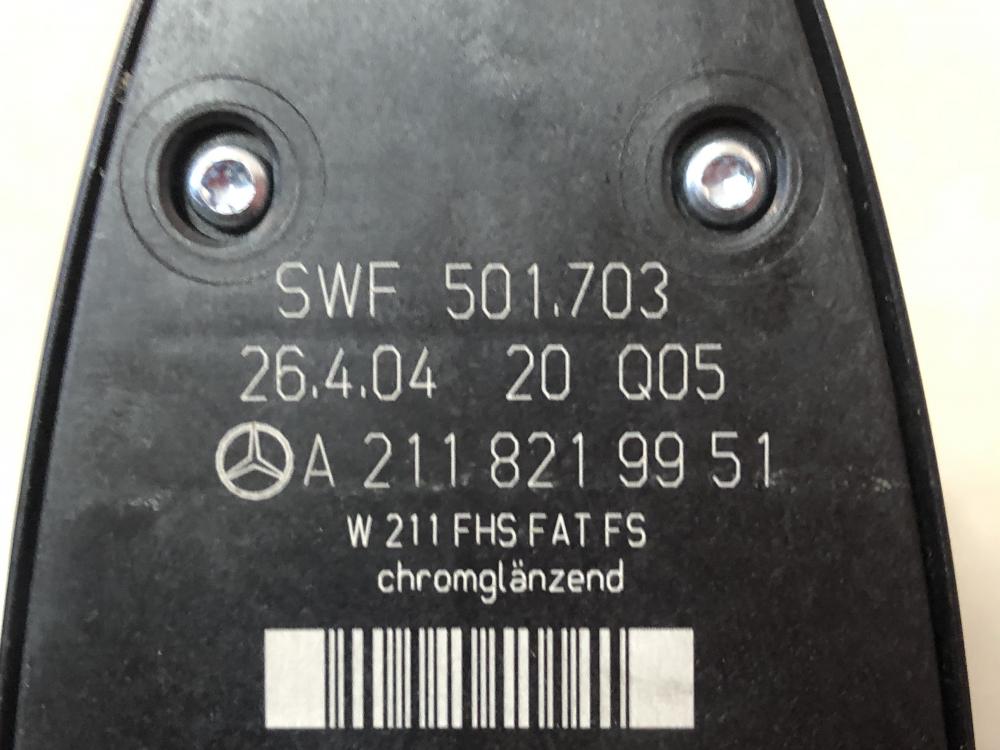 SWF 501.703
26.4.04 20 Q05
A 211 821 99 51
W 211 FHS FAT FS
chromglänzend